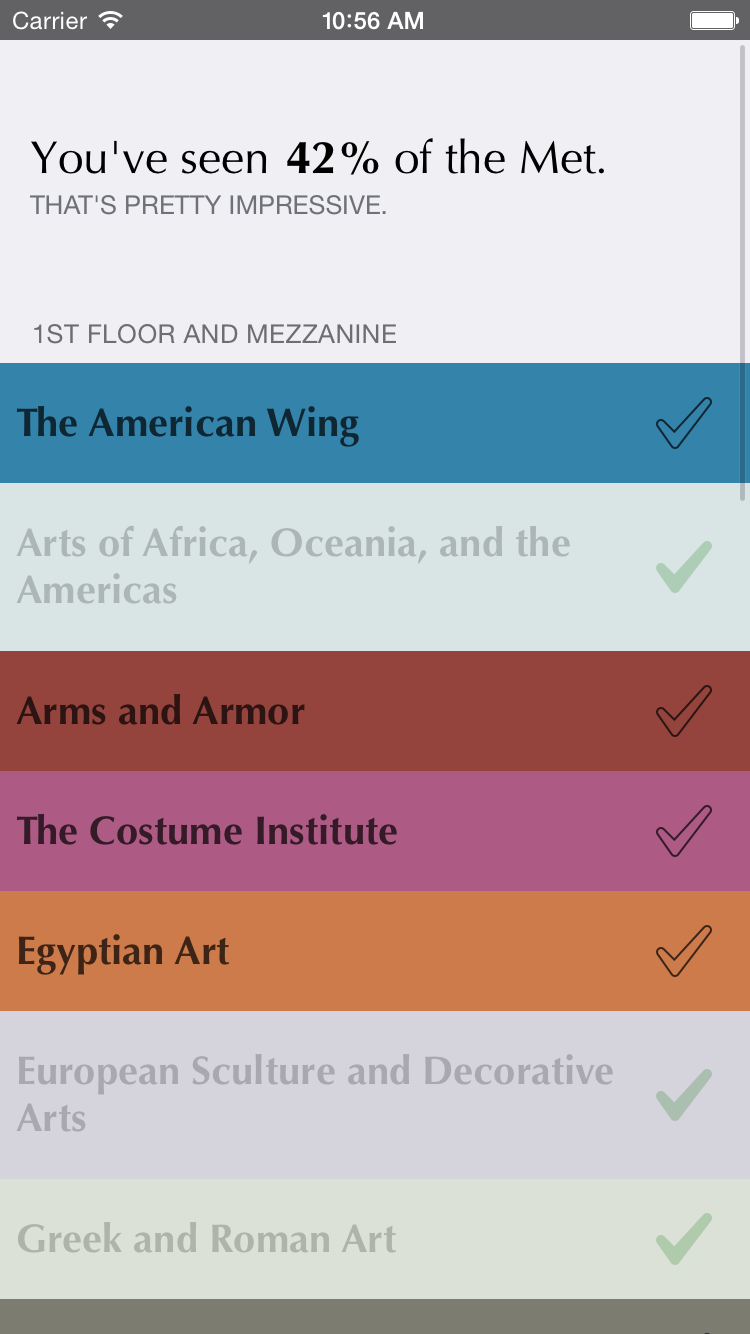 Carrier 10:56 AM
You've seen 42% of the Met.
THAT'S PRETTY IMPRESSIVE.
1ST FLOOR AND MEZZANINE
The American Wing
Arts of Africa, Oceania, and the
Americas
Arms and Armor
The Costume Institute
Egyptian Art
European Sculture and Decorative
Arts
Greek and Roman Art